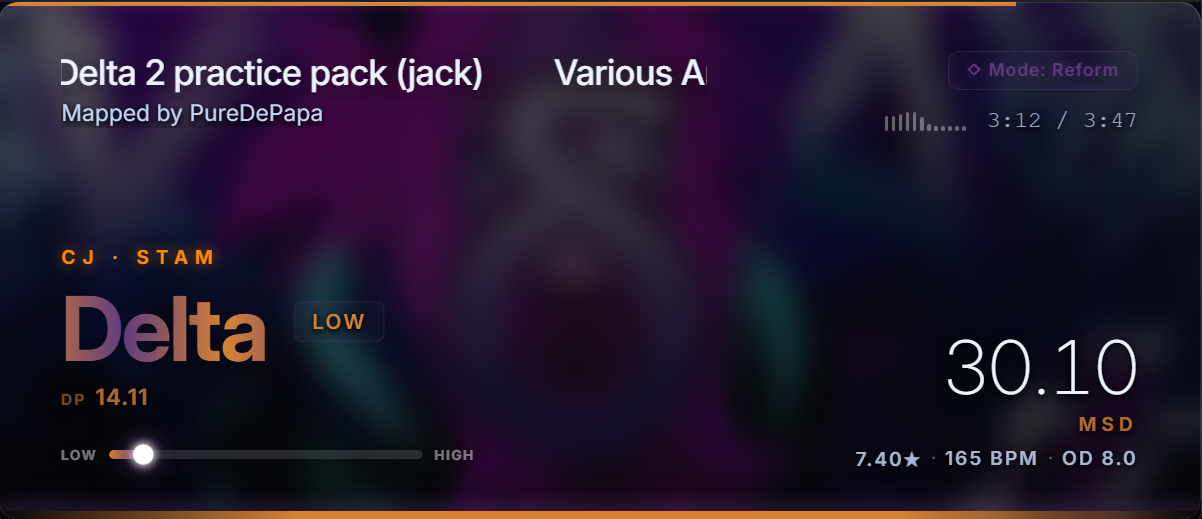 Delta 2 practice pack (jack) Various A
Mapped by PureDePapa
◇ Mode: Reform
3:12 / 3:47
CJ · STAM
Delta LOW
DP 14.11
LOW HIGH
30.10
MSD
7.40★ · 165 BPM · OD 8.0